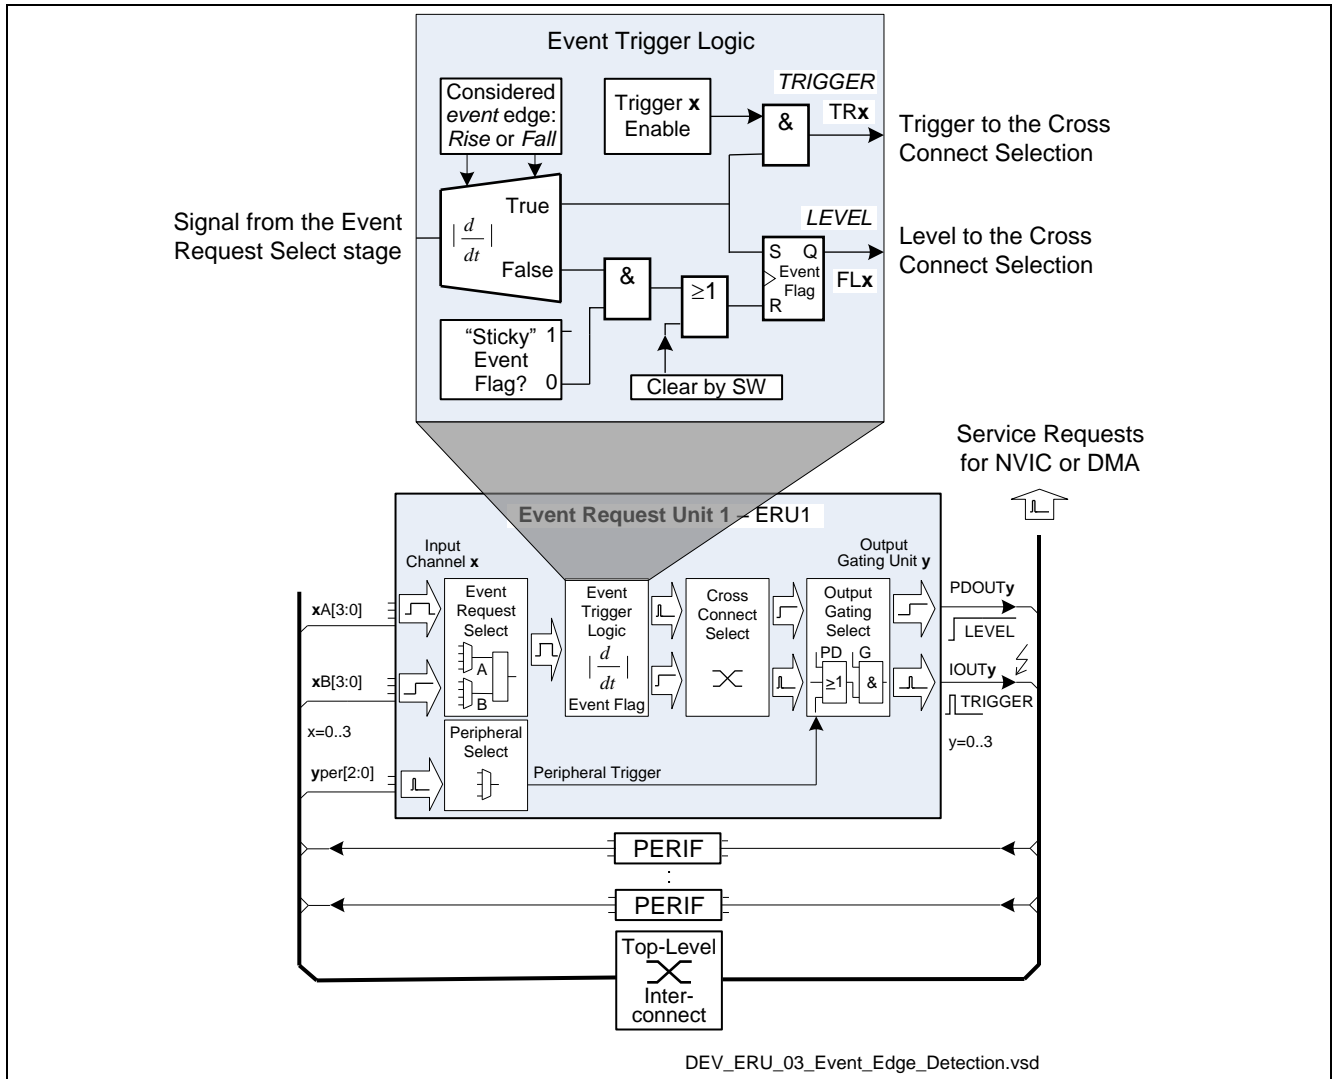 Event Trigger Logic
Considered
event edge:
Rise or Fall
Trigger x
Enable
TRIGGER
&
TRx
Trigger to the Cross
Connect Selection
Signal from the Event
Request Select stage
|d/dt|
True
False
LEVEL
S Q
Event
Flag
R
FLx
Level to the Cross
Connect Selection
&
≥1
“Sticky” 1
Event
Flag? 0
Clear by SW
Service Requests
for NVIC or DMA
Event Request Unit 1 – ERU1
Input
Channel x
Output
Gating Unit y
xA[3:0]
xB[3:0]
x=0..3
yper[2:0]
Event
Request
Select
A
B
Event
Trigger
Logic
|d/dt|
Event Flag
Cross
Connect
Select
Output
Gating
Select
PD G
≥1 &
PDOUTy
LEVEL
IOUTy
TRIGGER
y=0..3
Peripheral
Select
Peripheral Trigger
PERIF
:
PERIF
Top-Level
Inter-
connect
DEV_ERU_03_Event_Edge_Detection.vsd